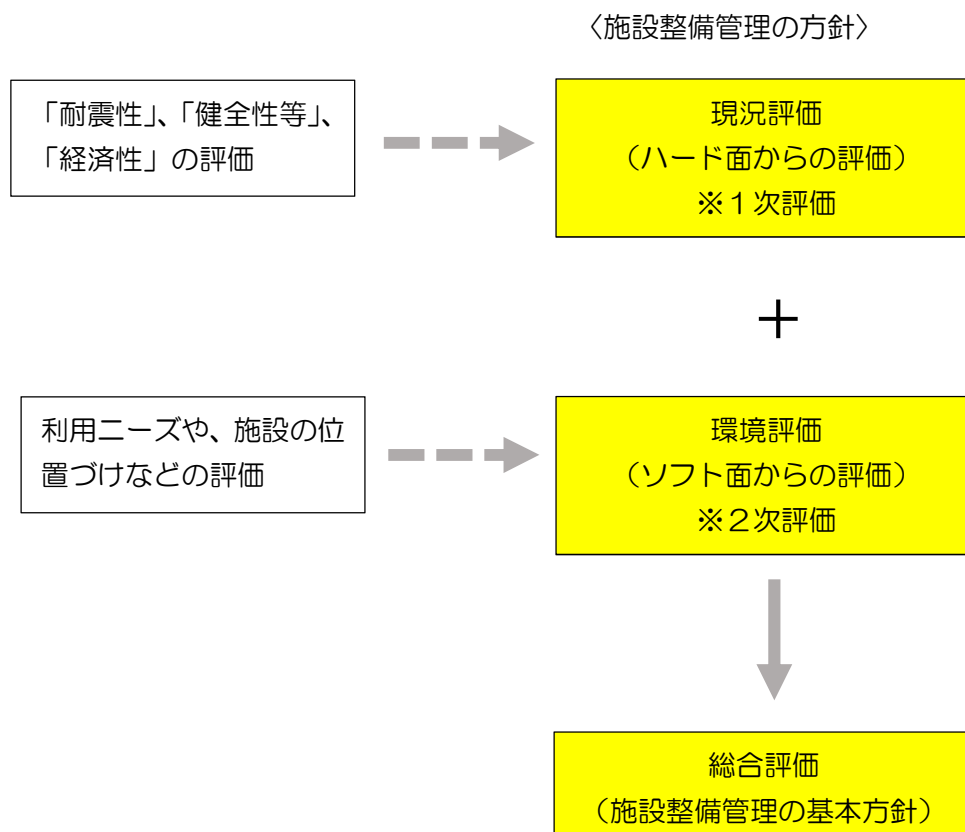 〈施設整備管理の方針〉
「耐震性」、「健全性等」、
「経済性」の評価
現況評価
（ハード面からの評価）
※１次評価
＋
利用ニーズや、施設の位
置づけなどの評価
環境評価
（ソフト面からの評価）
※２次評価
総合評価
（施設整備管理の基本方針）